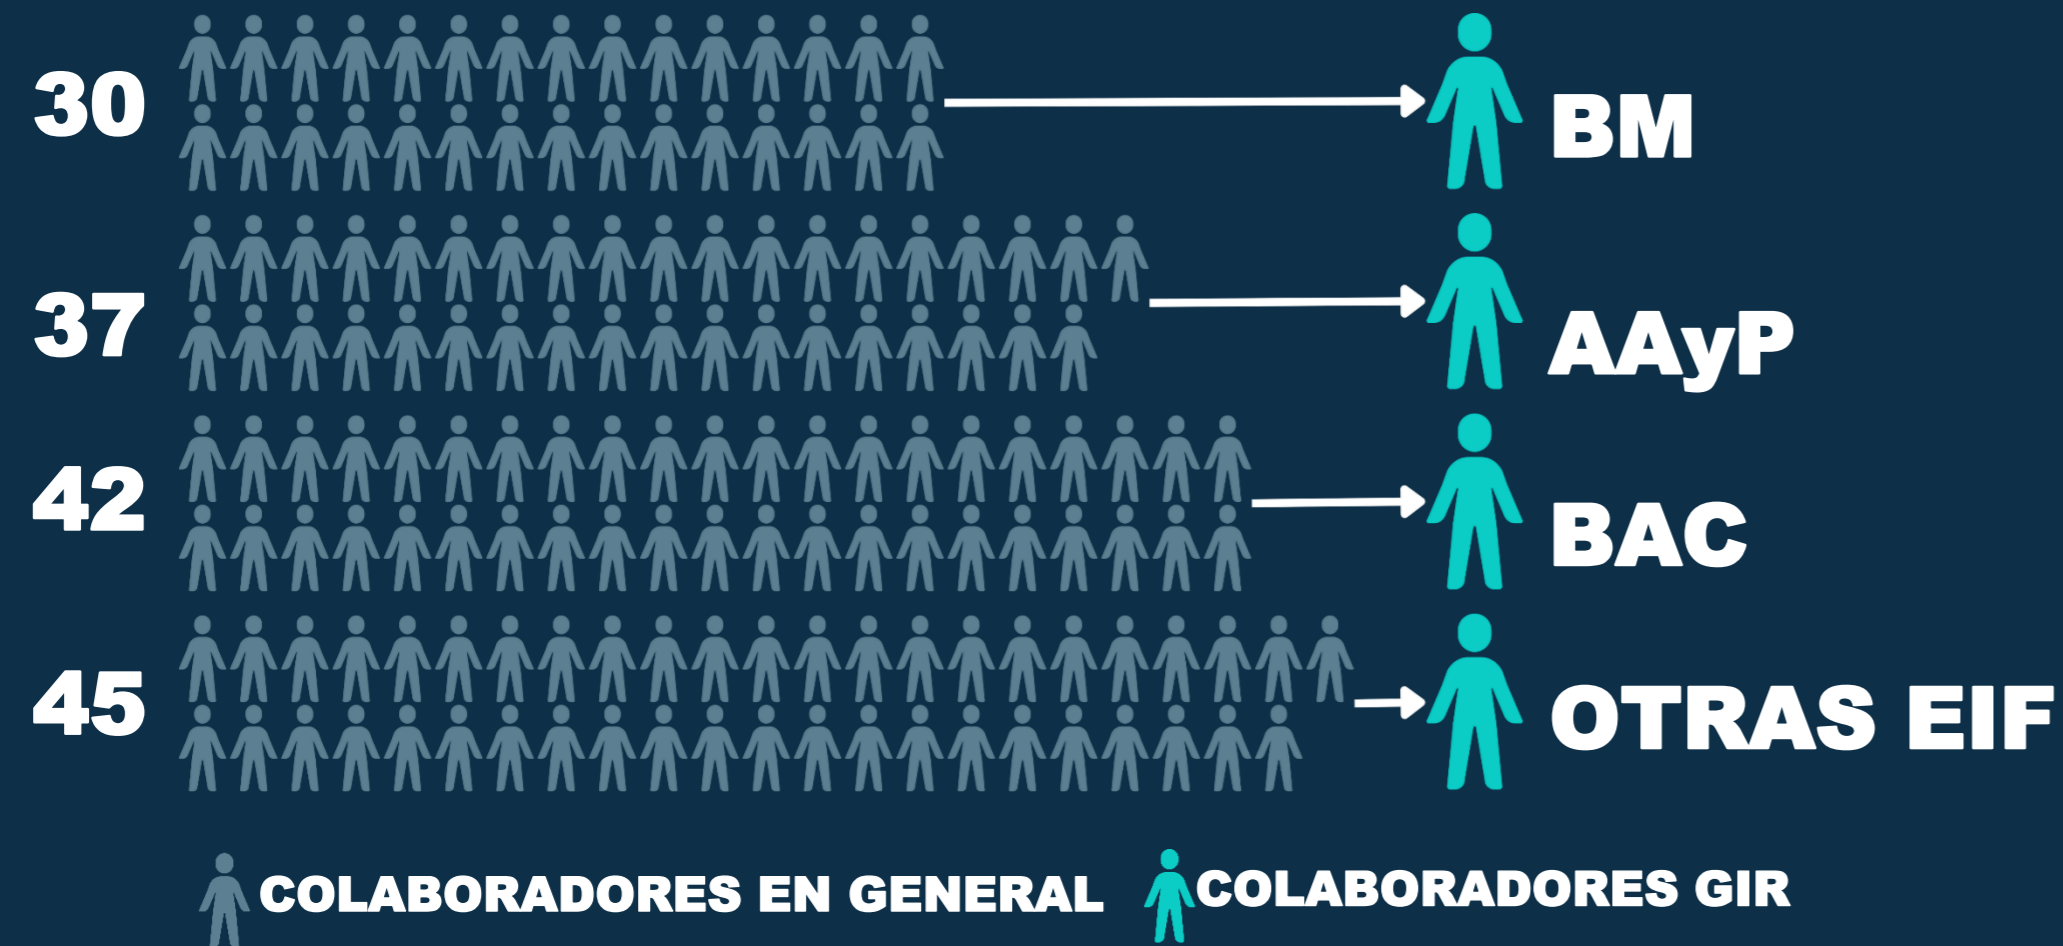 30
BM
37
AAyP
42
BAC
45
OTRAS EIF
COLABORADORES EN GENERAL
COLABORADORES GIR